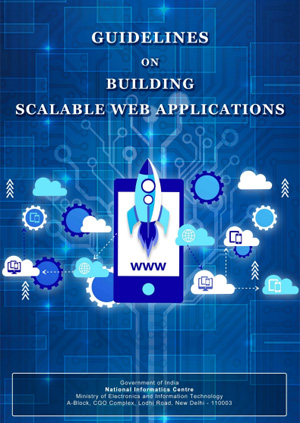 GUIDELINES
ON
BUILDING
SCALABLE WEB APPLICATIONS
WWW
Government of India
National Informatics Centre
Ministry of Electronics and Information Technology
A-Block, CGO Complex, Lodhi Road, New Delhi - 110003